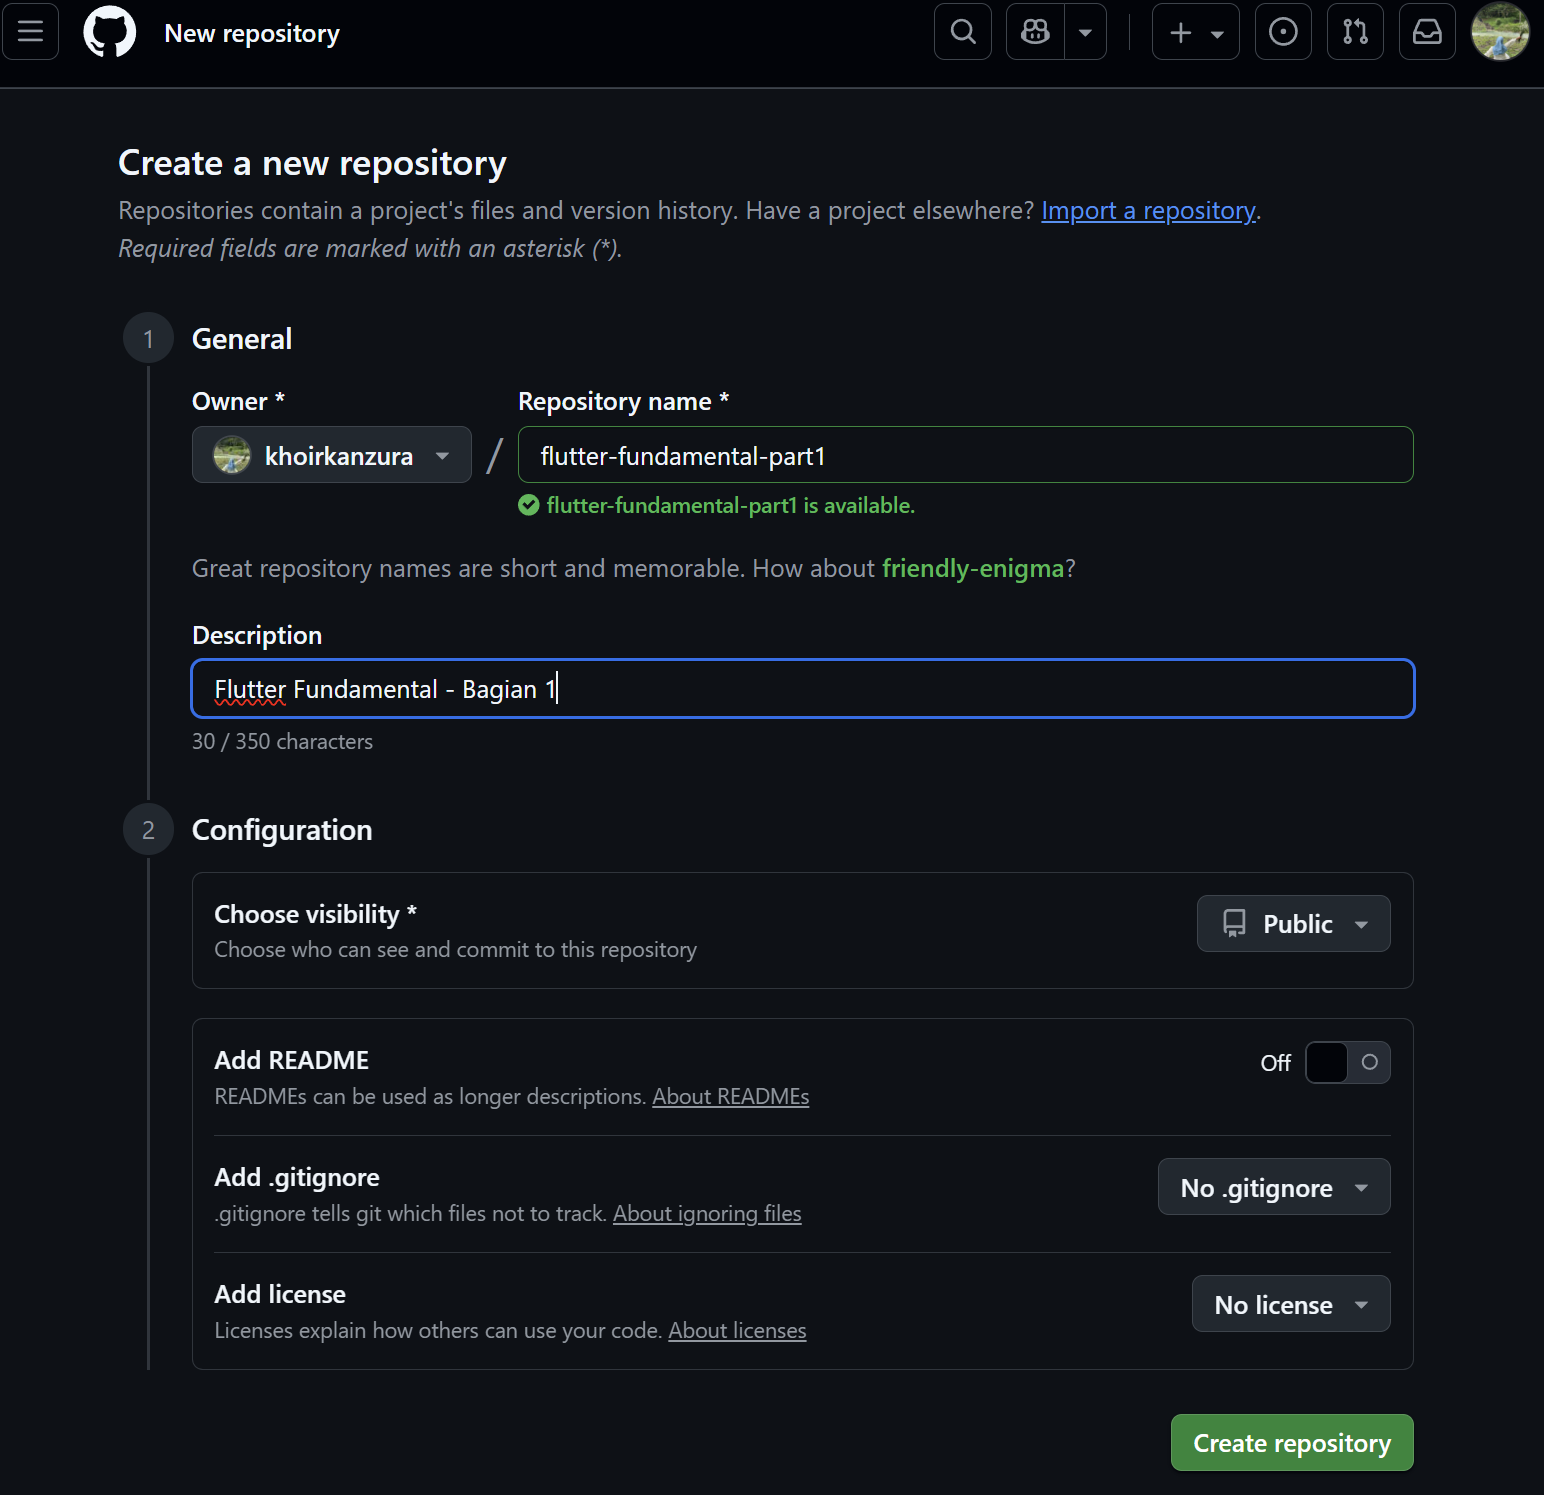 New repository
Create a new repository
Repositories contain a project's files and version history. Have a project elsewhere? Import a repository.
Required fields are marked with an asterisk (*).
1 General
Owner * Repository name *
khoirkanzura / flutter-fundamental-part1
flutter-fundamental-part1 is available.
Great repository names are short and memorable. How about friendly-enigma?
Description
Flutter Fundamental - Bagian 1
30 / 350 characters
2 Configuration
Choose visibility *
Choose who can see and commit to this repository
Public
Add README
READMEs can be used as longer descriptions. About READMEs
Off
Add .gitignore
.gitignore tells git which files not to track. About ignoring files
No .gitignore
Add license
Licenses explain how others can use your code. About licenses
No license
Create repository